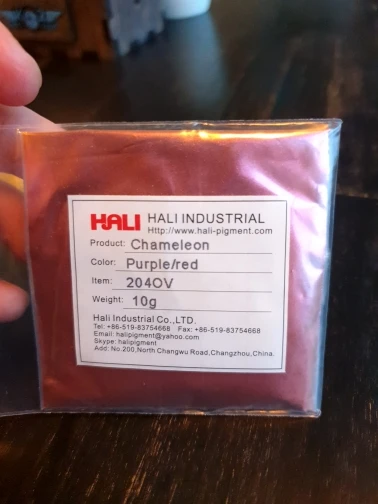 HALI HALI INDUSTRIAL
Http://www.hali-pigment.com
Product: Chameleon
Color: Purple/red
Item: 204OV
Weight: 10g
Hali Industrial Co.,LTD.
Tel: +86-519-83754668 Fax: +86-519-83754668
Email: halipigment@yahoo.com
Skype: halipigment
Add: No.200,North Changwu Road,Changzhou,China.